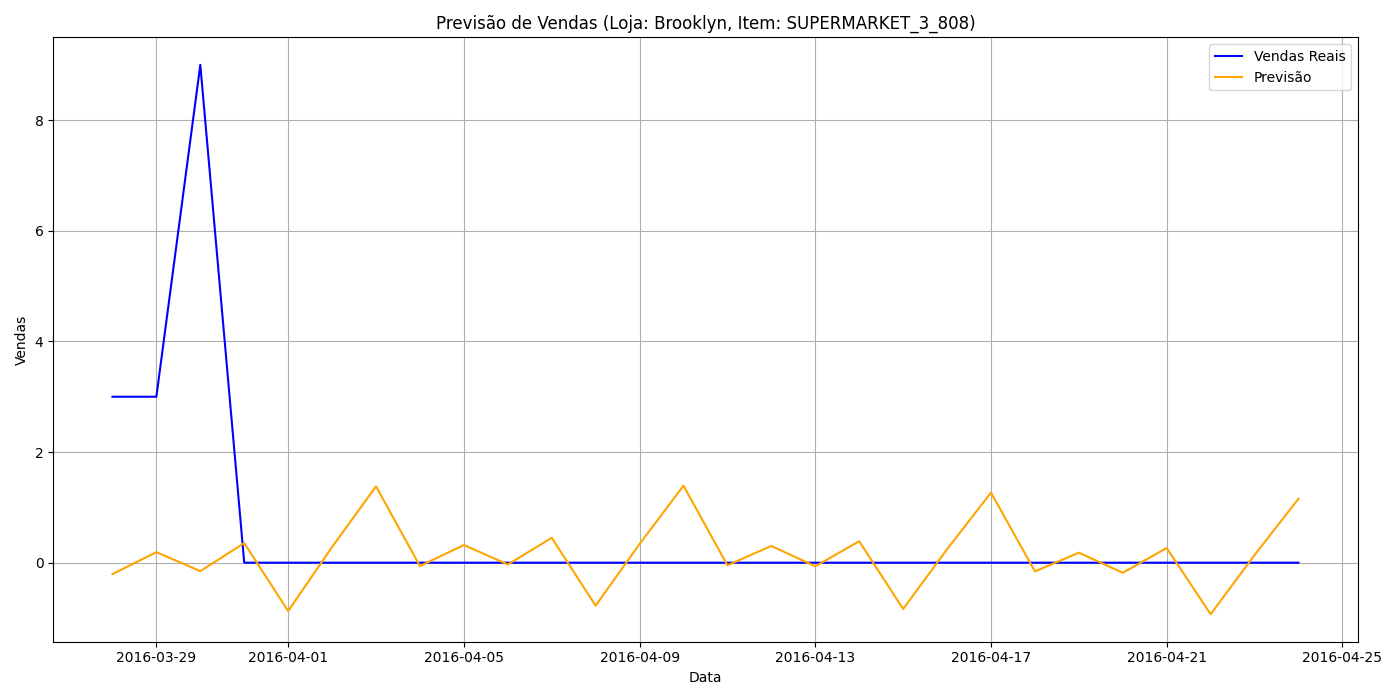 Previsão de Vendas (Loja: Brooklyn, Item: SUPERMARKET_3_808)
Vendas Reais
Previsão
Vendas
8
6
4
2
0
2016-03-29 2016-04-01 2016-04-05 2016-04-09 2016-04-13 2016-04-17 2016-04-21 2016-04-25
Data